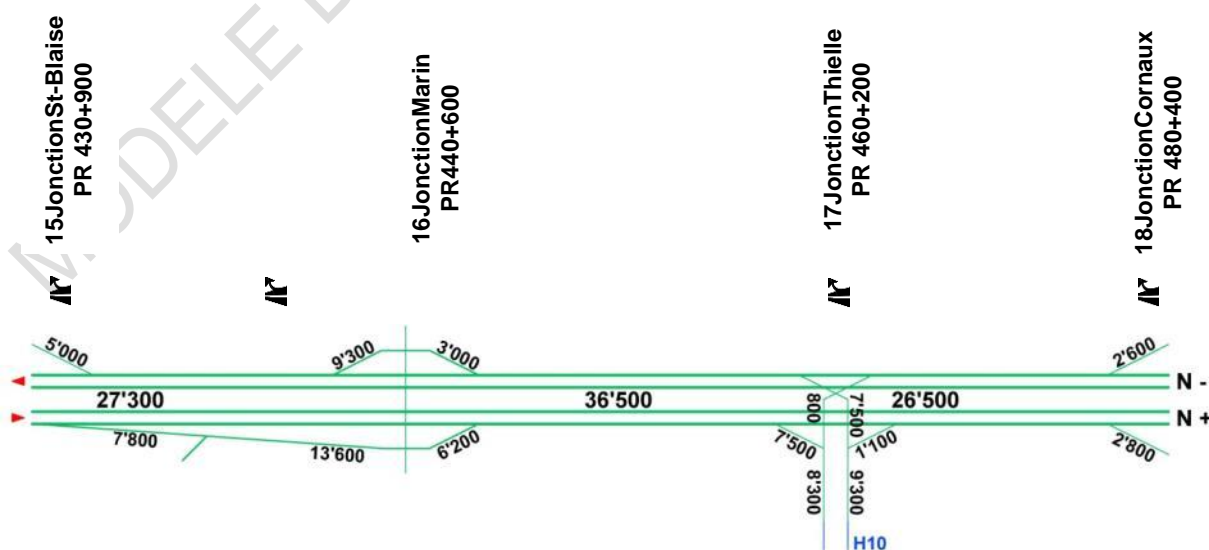 MODELE D
15JonctionSt-Blaise
PR 430+900
16JonctionMarin
PR440+600
17JonctionThielle
PR 460+200
18JonctionCornaux
PR 480+400
5'000
9'300
3'000
2'600
N -
27'300
36'500
800
7'500
26'500
N +
7'800
13'600
6'200
7'500
1'100
2'800
8'300
9'300
H10